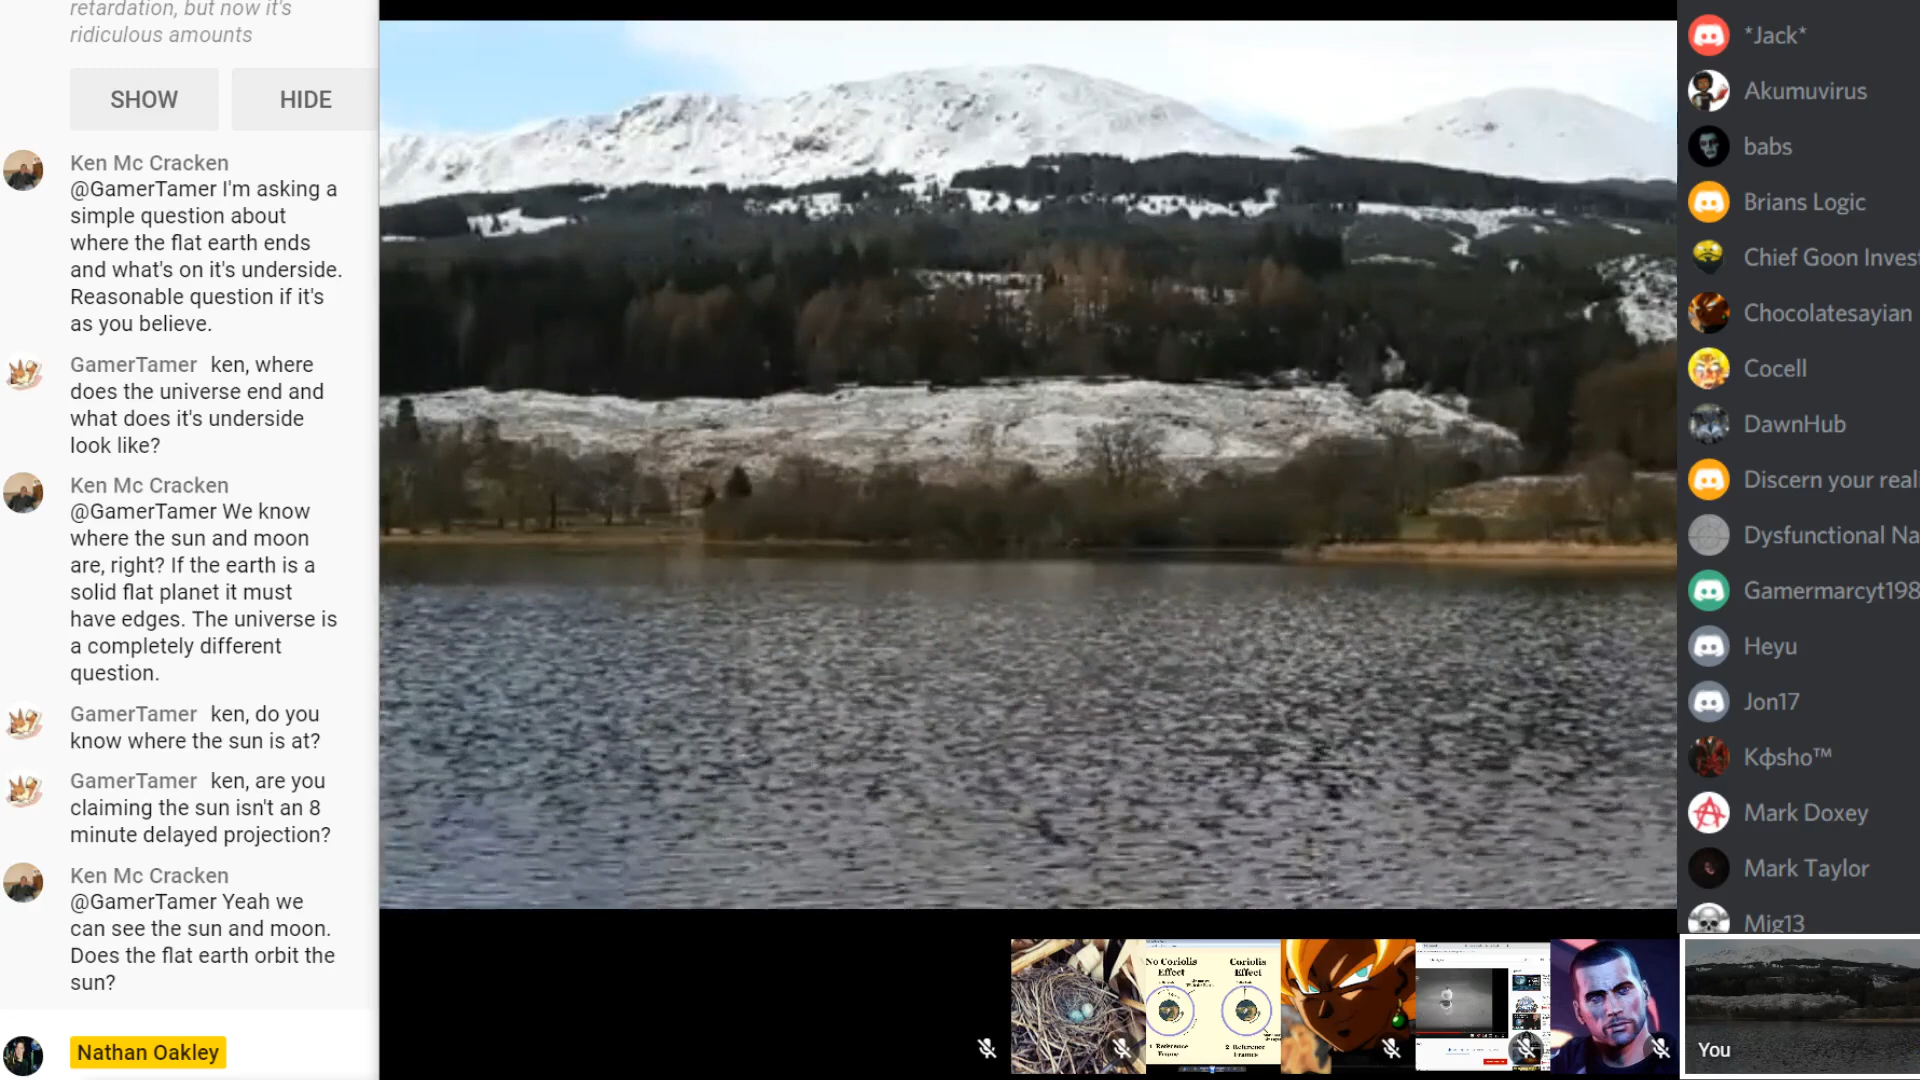 retardation, but now it's
ridiculous amounts
SHOW
HIDE
Ken Mc Cracken
@GamerTamer I'm asking a
simple question about
where the flat earth ends
and what's on it's underside.
Reasonable question if it's
as you believe.
GamerTamer ken, where
does the universe end and
what does it's underside
look like?
Ken Mc Cracken
@GamerTamer We know
where the sun and moon
are, right? If the earth is a
solid flat planet it must
have edges. The universe is
a completely different
question.
GamerTamer ken, do you
know where the sun is at?
GamerTamer ken, are you
claiming the sun isn't an 8
minute delayed projection?
Ken Mc Cracken
@GamerTamer Yeah we
can see the sun and moon.
Does the flat earth orbit the
sun?
Nathan Oakley
*Jack*
Akumuvirus
babs
Brians Logic
Chief Goon Inves
Chocolatesayian
Cocell
DawnHub
Discern your reali
Dysfunctional Na
Gamermarcyt198
Heyu
Jon17
Kфsho™
Mark Doxey
Mark Taylor
Mig13
No Coriolis
Effect
Coriolis
Effect
1 Reference
Frame
2 Reference
Frames
You